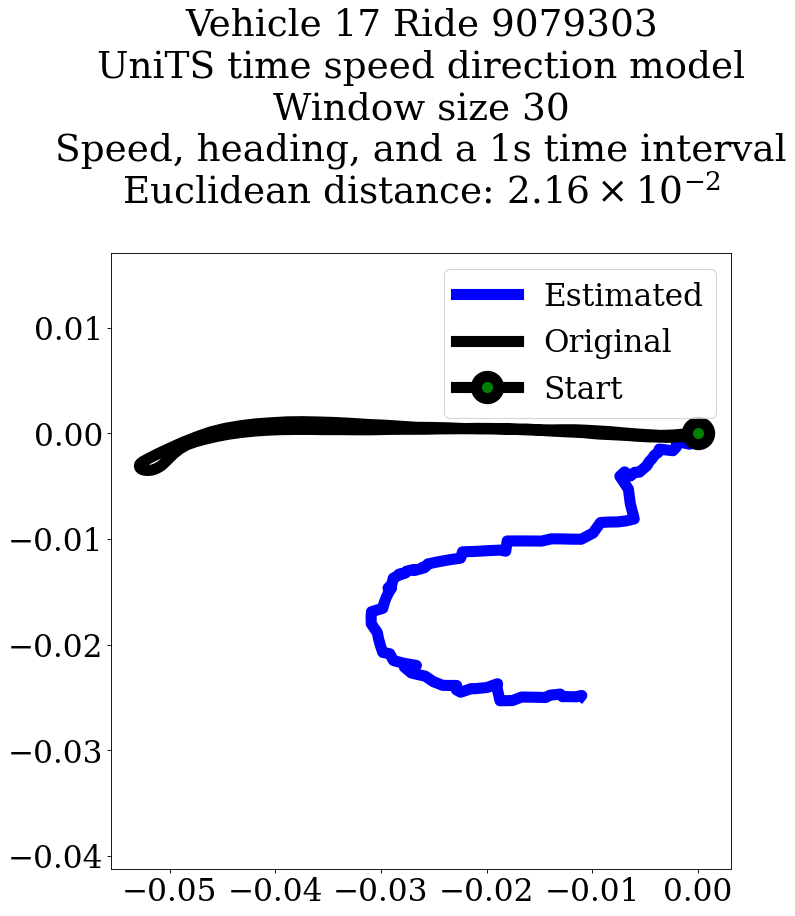 Vehicle 17 Ride 9079303
UniTS time speed direction model
Window size 30
Speed, heading, and a 1s time interval
Euclidean distance: 2.16 × 10⁻²
Estimated
Original
Start
0.01
0.00
−0.01
−0.02
−0.03
−0.04
−0.05 −0.04 −0.03 −0.02 −0.01 0.00